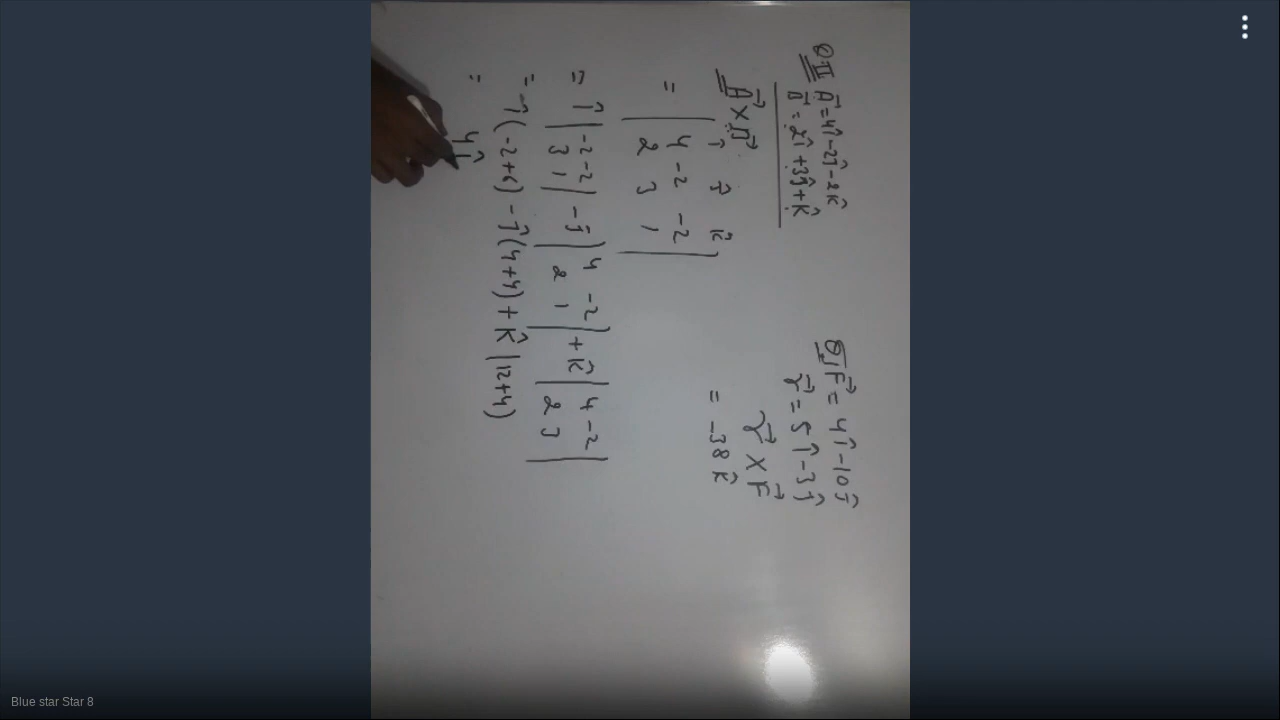 Q II A⃗ = 4î - 2ĵ - 2k̂
= 2î + 3ĵ + k̂
A⃗ ×
= | î ĵ k̂ |
| 4 -2 -2 |
| 2 3 1 |
= î | -2 -2 | - ĵ | 4 -2 | + k̂ | 4 -2 |
| 3 1 | | 2 1 | | 2 3 |
= î (-2+6) - ĵ (4+4) + k̂ |12+4)
= 4î
QI F⃗ = 4î - 10ĵ
r⃗ = 5î - 3ĵ
r⃗ × F⃗
= -38 k̂
Blue star Star 8